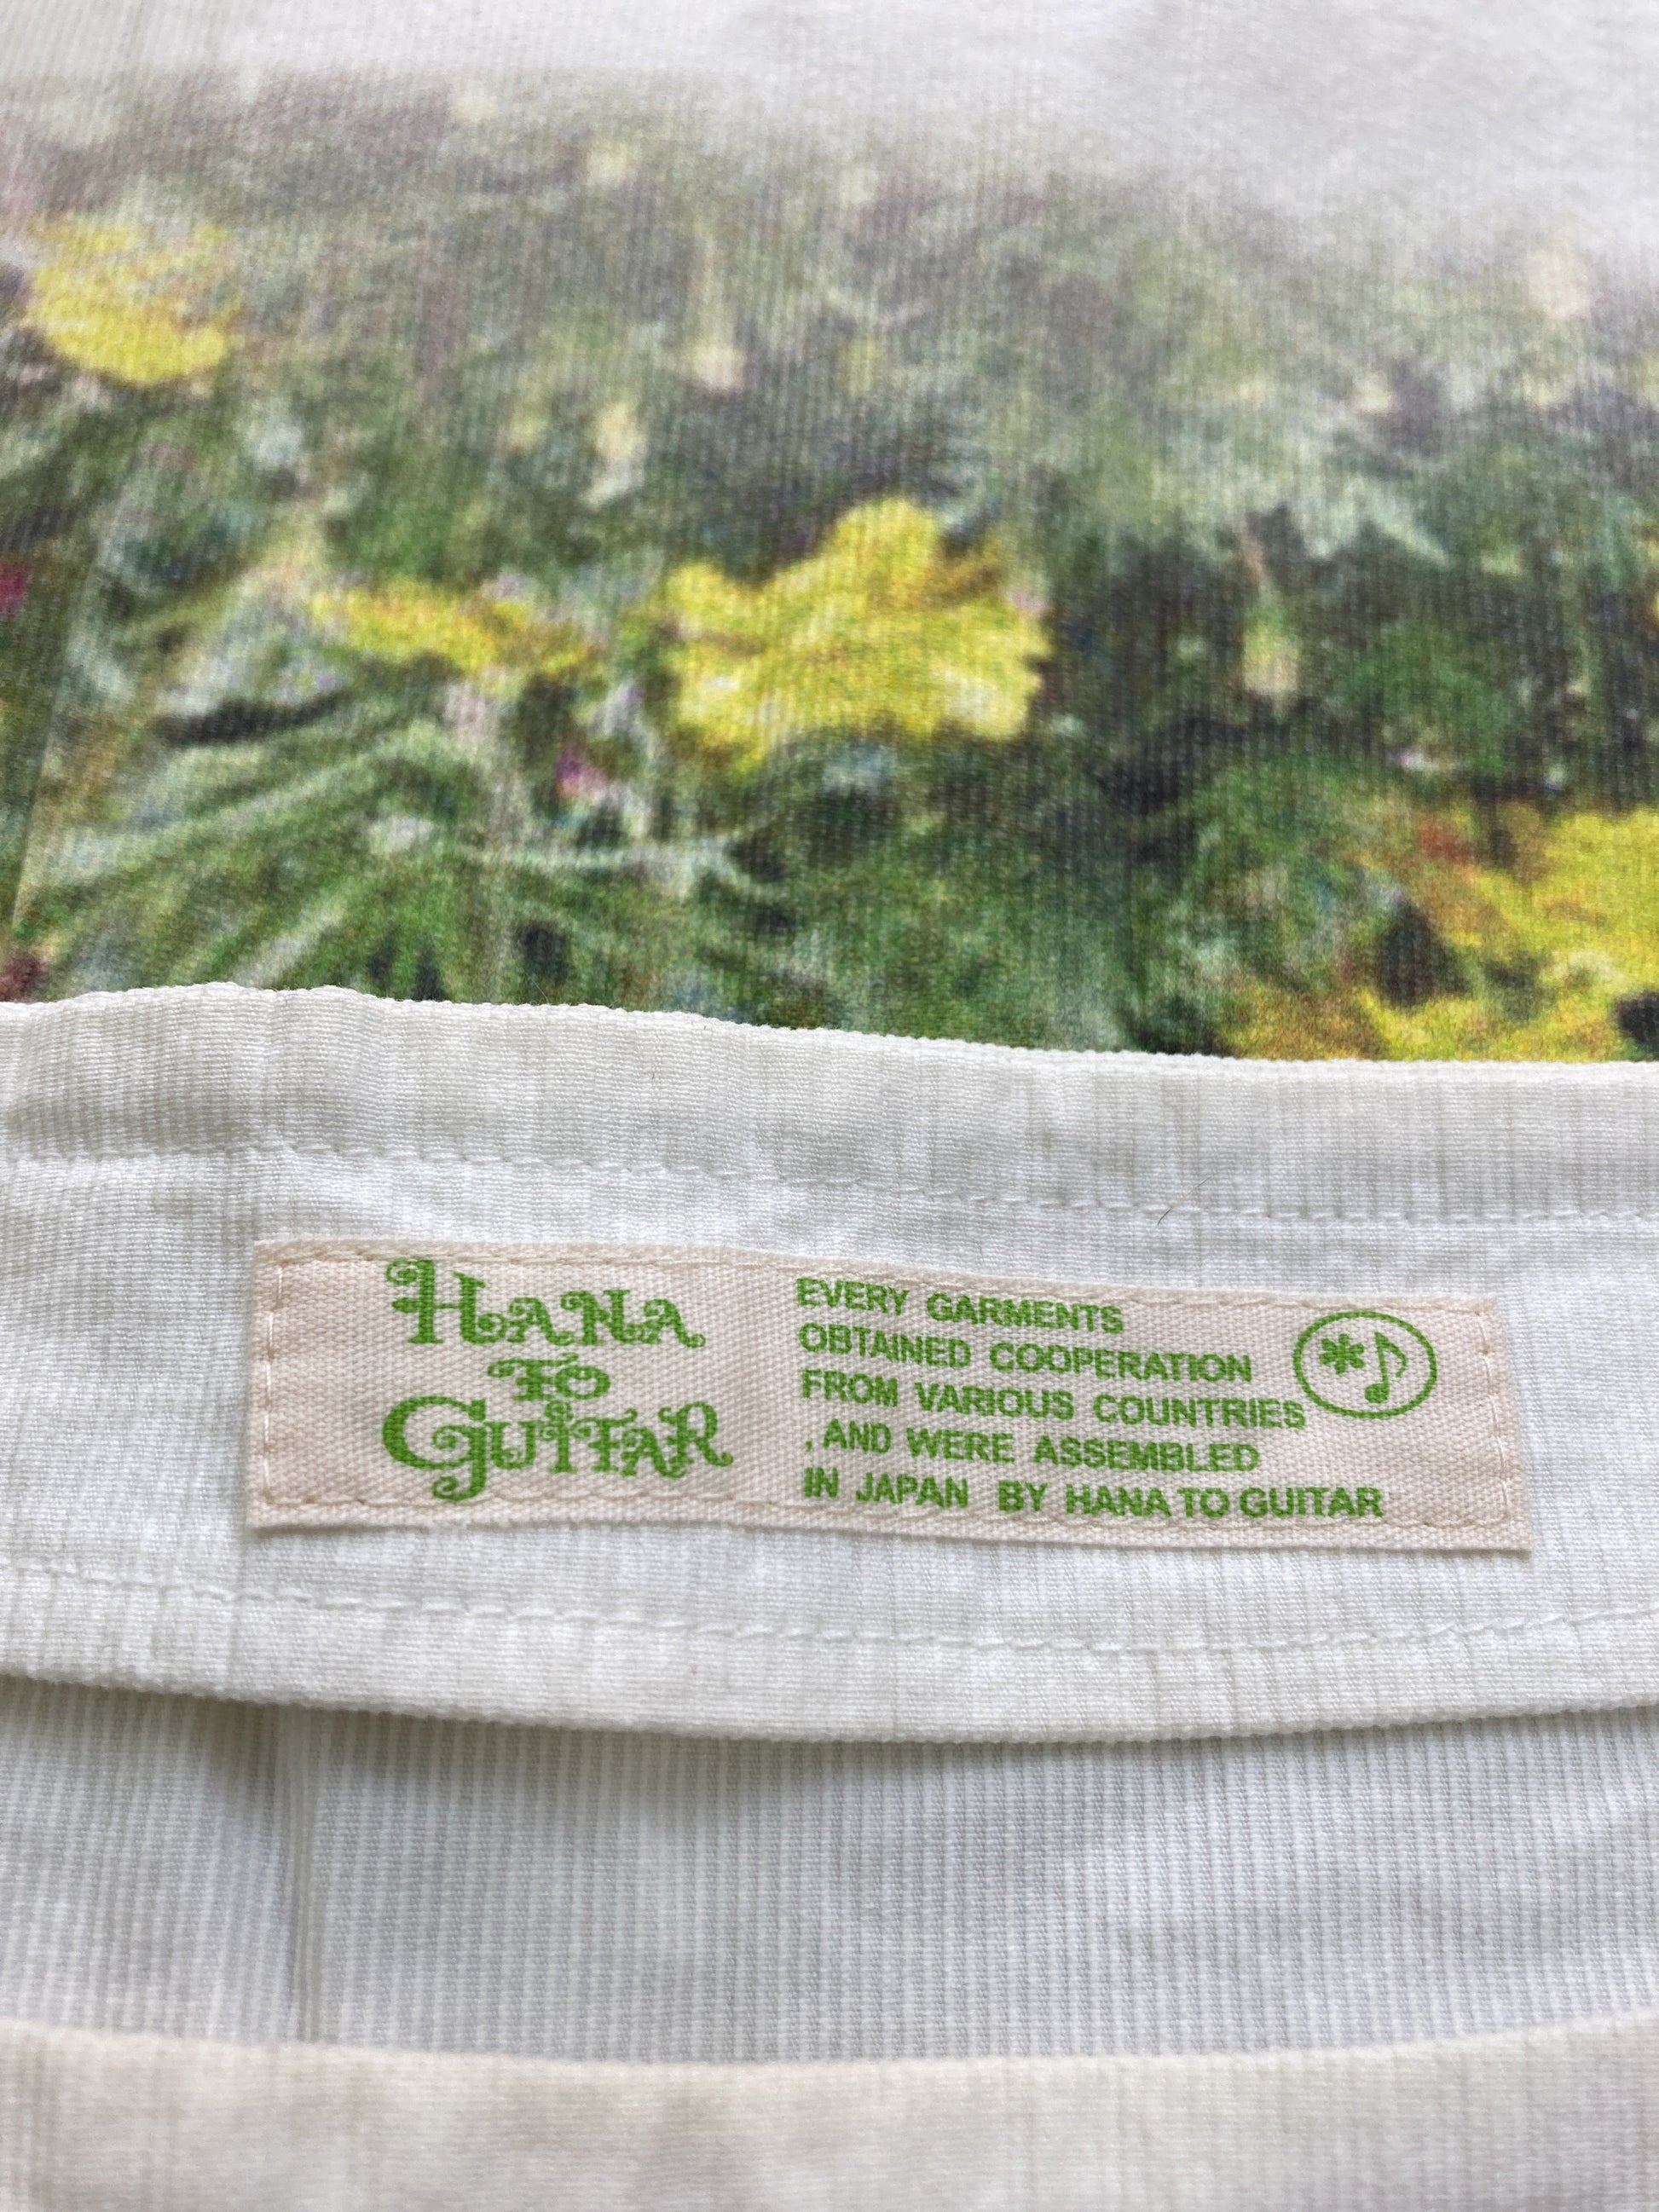 HANA
TO
GUITAR
EVERY GARMENTS
OBTAINED COOPERATION
FROM VARIOUS COUNTRIES
, AND WERE ASSEMBLED
IN JAPAN BY HANA TO GUITAR